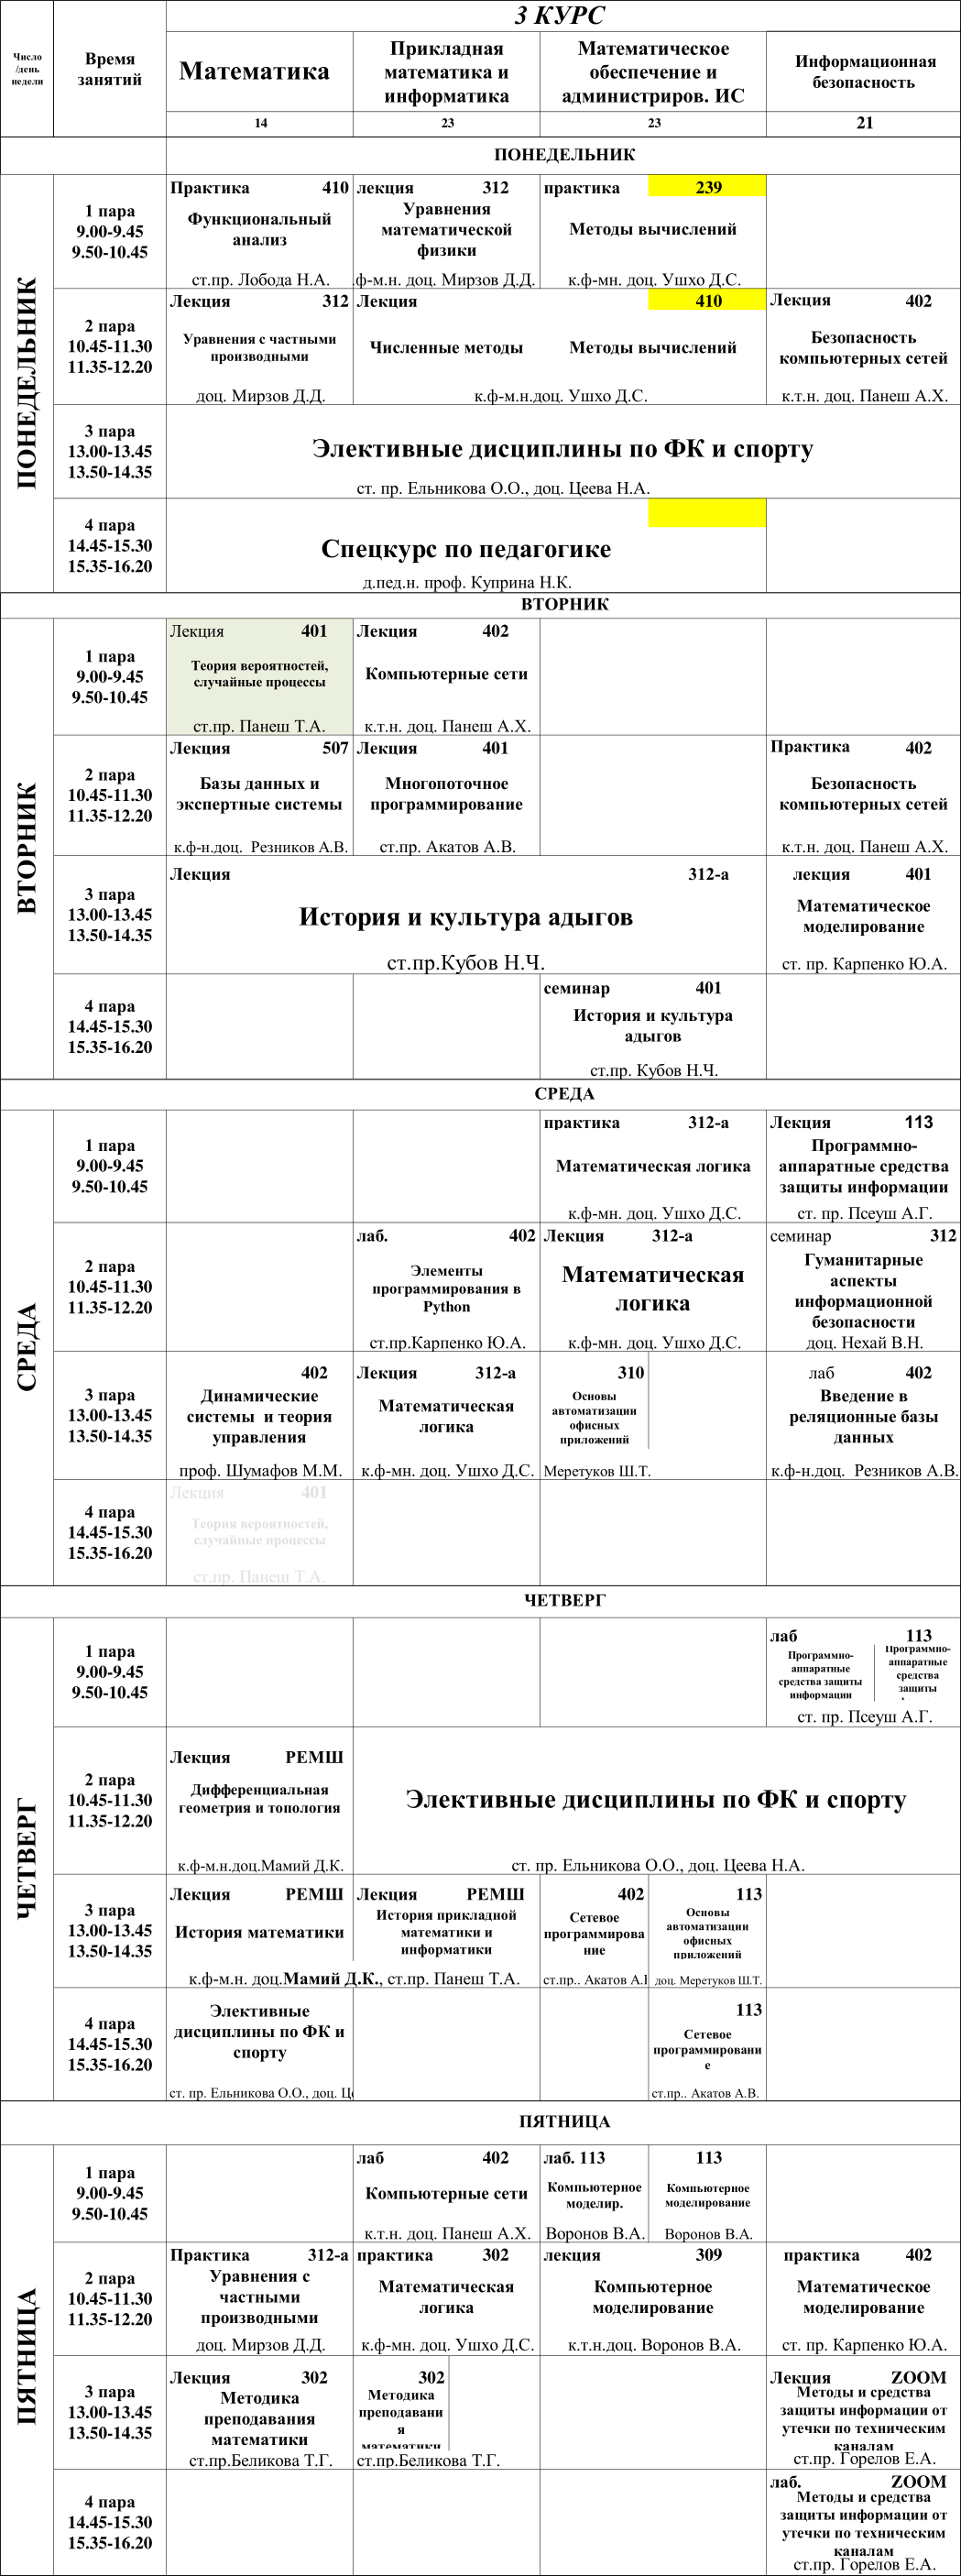 3 КУРС
Число
/день
недели
Время
занятий
Математика
Прикладная
математика и
информатика
Математическое
обеспечение и
администриров. ИС
Информационная
безопасность
14
23
23
21
ПОНЕДЕЛЬНИК
ПОНЕДЕЛЬНИК
1 пара
9.00-9.45
9.50-10.45
Практика 410
Функциональный
анализ
ст.пр. Лобода Н.А.
лекция 312
Уравнения
математической
физики
.ф-м.н. доц. Мирзов Д.Д.
практика 239
Методы вычислений
к.ф-мн. доц. Ушхо Д.С.
2 пара
10.45-11.30
11.35-12.20
Лекция 312
Уравнения с частными
производными
доц. Мирзов Д.Д.
Лекция 410
Численные методы
Методы вычислений
к.ф-м.н.доц. Ушхо Д.С.
Лекция 402
Безопасность
компьютерных сетей
к.т.н. доц. Панеш А.Х.
3 пара
13.00-13.45
13.50-14.35
Элективные дисциплины по ФК и спорту
ст. пр. Ельникова О.О., доц. Цеева Н.А.
4 пара
14.45-15.30
15.35-16.20
Спецкурс по педагогике
д.пед.н. проф. Куприна Н.К.
ВТОРНИК
ВТОРНИК
1 пара
9.00-9.45
9.50-10.45
Лекция 401
Теория вероятностей,
случайные процессы
ст.пр. Панеш Т.А.
Лекция 402
Компьютерные сети
к.т.н. доц. Панеш А.Х.
2 пара
10.45-11.30
11.35-12.20
Лекция 507
Базы данных и
экспертные системы
к.ф-н.доц. Резников А.В.
Лекция 401
Многопоточное
программирование
ст.пр. Акатов А.В.
Практика 402
Безопасность
компьютерных сетей
к.т.н. доц. Панеш А.Х.
3 пара
13.00-13.45
13.50-14.35
Лекция 312-а
История и культура адыгов
ст.пр.Кубов Н.Ч.
лекция 401
Математическое
моделирование
ст. пр. Карпенко Ю.А.
4 пара
14.45-15.30
15.35-16.20
семинар 401
История и культура
адыгов
ст.пр. Кубов Н.Ч.
СРЕДА
СРЕДА
1 пара
9.00-9.45
9.50-10.45
практика 312-а
Математическая логика
к.ф-мн. доц. Ушхо Д.С.
Лекция 113
Программно-
аппаратные средства
защиты информации
ст. пр. Псеуш А.Г.
2 пара
10.45-11.30
11.35-12.20
лаб. 402
Элементы
программирования в
Python
ст.пр.Карпенко Ю.А.
Лекция 312-а
Математическая
логика
к.ф-мн. доц. Ушхо Д.С.
семинар 312
Гуманитарные
аспекты
информационной
безопасности
доц. Нехай В.Н.
3 пара
13.00-13.45
13.50-14.35
402
Динамические
системы и теория
управления
проф. Шумафов М.М.
Лекция 312-а
Математическая
логика
к.ф-мн. доц. Ушхо Д.С.
310
Основы
автоматизации
офисных
приложений
Меретуков Ш.Т.
лаб 402
Введение в
реляционные базы
данных
к.ф-н.доц. Резников А.В.
4 пара
14.45-15.30
15.35-16.20
Лекция 401
Теория вероятностей,
случайные процессы
ст.пр. Панеш Т.А.
ЧЕТВЕРГ
ЧЕТВЕРГ
1 пара
9.00-9.45
9.50-10.45
лаб 113
Программно-
аппаратные
средства защиты
информации
Программно-
аппаратные
средства
защиты
ст. пр. Псеуш А.Г.
2 пара
10.45-11.30
11.35-12.20
Лекция РЕМШ
Дифференциальная
геометрия и топология
к.ф-м.н.доц.Мамий Д.К.
Элективные дисциплины по ФК и спорту
ст. пр. Ельникова О.О., доц. Цеева Н.А.
3 пара
13.00-13.45
13.50-14.35
Лекция РЕМШ
История математики
Лекция РЕМШ
История прикладной
математики и
информатики
к.ф-м.н. доц.Мамий Д.К., ст.пр. Панеш Т.А.
402
Сетевое
программирова
ние
ст.пр.. Акатов А.
113
Основы
автоматизации
офисных
приложений
доц. Меретуков Ш.Т.
4 пара
14.45-15.30
15.35-16.20
Элективные
дисциплины по ФК и
спорту
ст. пр. Ельникова О.О., доц. Ц
113
Сетевое
программировани
е
ст.пр.. Акатов А.В.
ПЯТНИЦА
ПЯТНИЦА
1 пара
9.00-9.45
9.50-10.45
лаб 402
Компьютерные сети
к.т.н. доц. Панеш А.Х.
лаб. 113
Компьютерное
моделир.
Воронов В.А.
113
Компьютерное
моделирование
Воронов В.А.
2 пара
10.45-11.30
11.35-12.20
Практика 312-а
Уравнения с
частными
производными
доц. Мирзов Д.Д.
практика 302
Математическая
логика
к.ф-мн. доц. Ушхо Д.С.
лекция 309
Компьютерное
моделирование
к.т.н.доц. Воронов В.А.
практика 402
Математическое
моделирование
ст. пр. Карпенко Ю.А.
3 пара
13.00-13.45
13.50-14.35
Лекция 302
Методика
преподавания
математики
ст.пр.Беликова Т.Г.
302
Методика
преподавани
я
математики
ст.пр.Беликова Т.Г.
Лекция ZOOM
Методы и средства
защиты информации от
утечки по техническим
каналам
ст.пр. Горелов Е.А.
4 пара
14.45-15.30
15.35-16.20
лаб. ZOOM
Методы и средства
защиты информации от
утечки по техническим
каналам
ст.пр. Горелов Е.А.